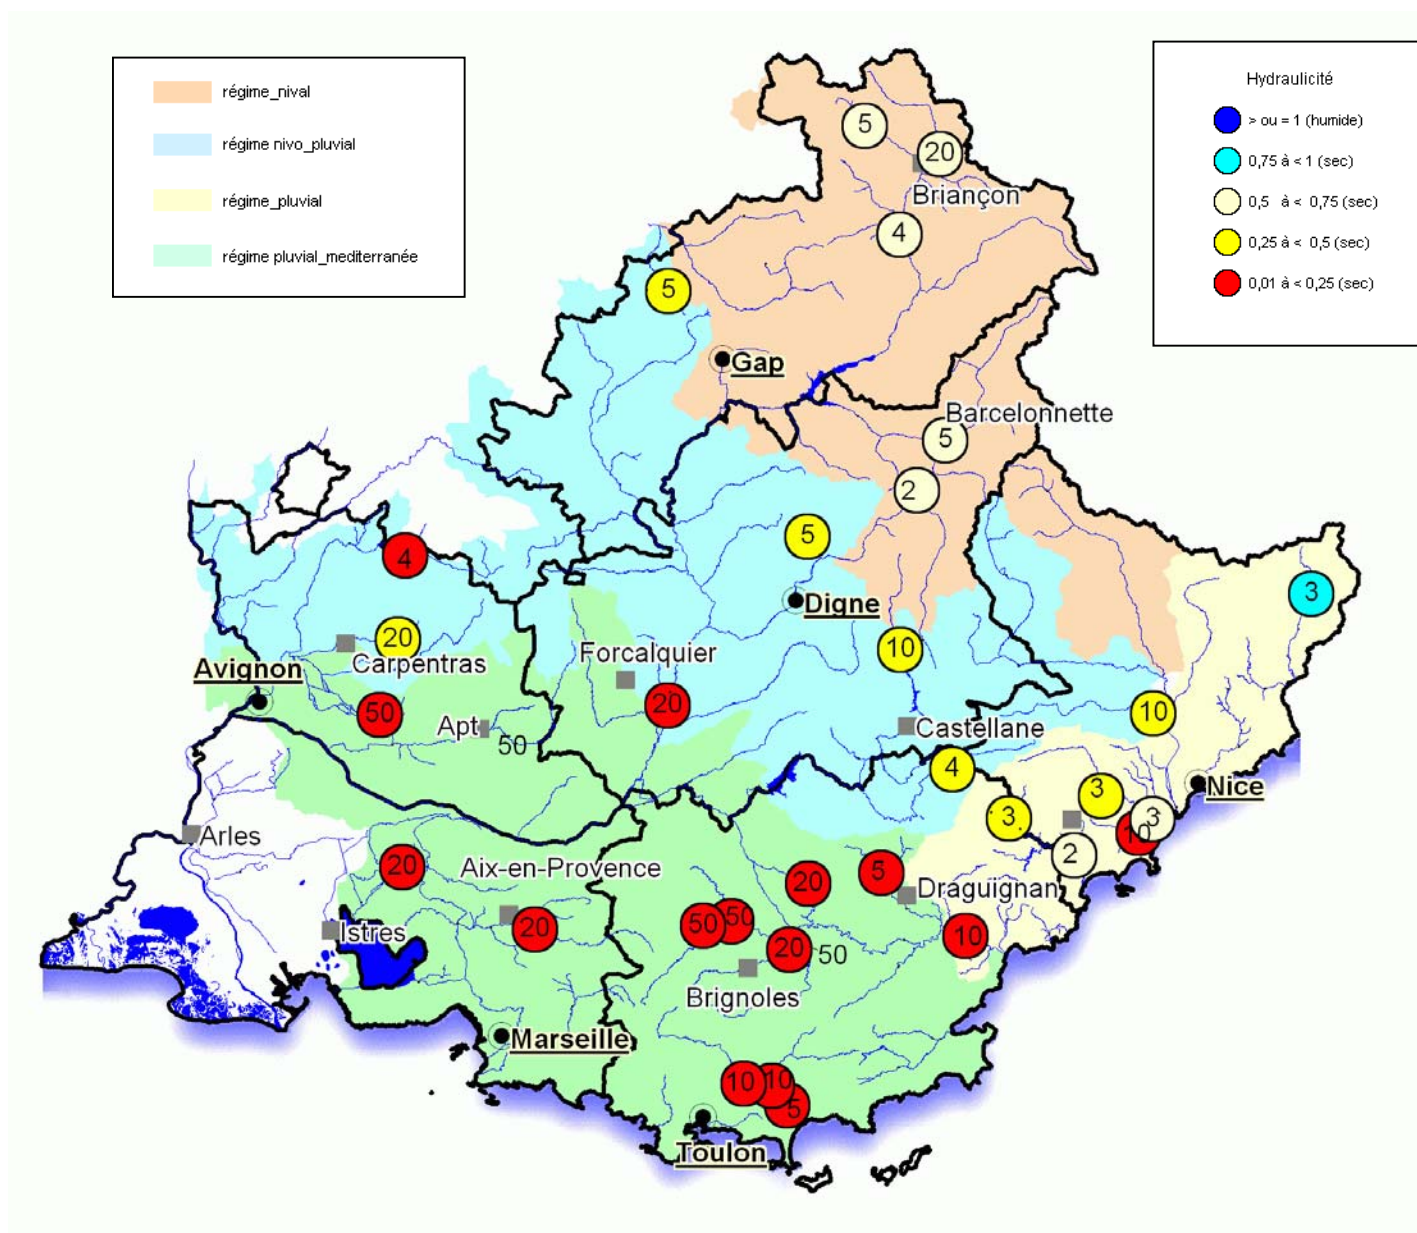 régime_nival
régime nivo_pluvial
régime_pluvial
régime pluvial_mediterranée
Hydraulicité
> ou = 1 (humide)
0,75 à < 1 (sec)
0,5 à < 0,75 (sec)
0,25 à < 0,5 (sec)
0,01 à < 0,25 (sec)
5
20
Briançon
4
5
Gap
Barcelonnette
5
2
5
4
3
Digne
20
Carpentras
Forcalquier
10
Avignon
50
20
10
Apt
50
Castellane
4
Nice
3
3
3
10
2
Arles
20
Aix-en-Provence
20
5
Draguignan
50
50
20
Istres
20
50
10
Brignoles
Marseille
10
10
5
Toulon